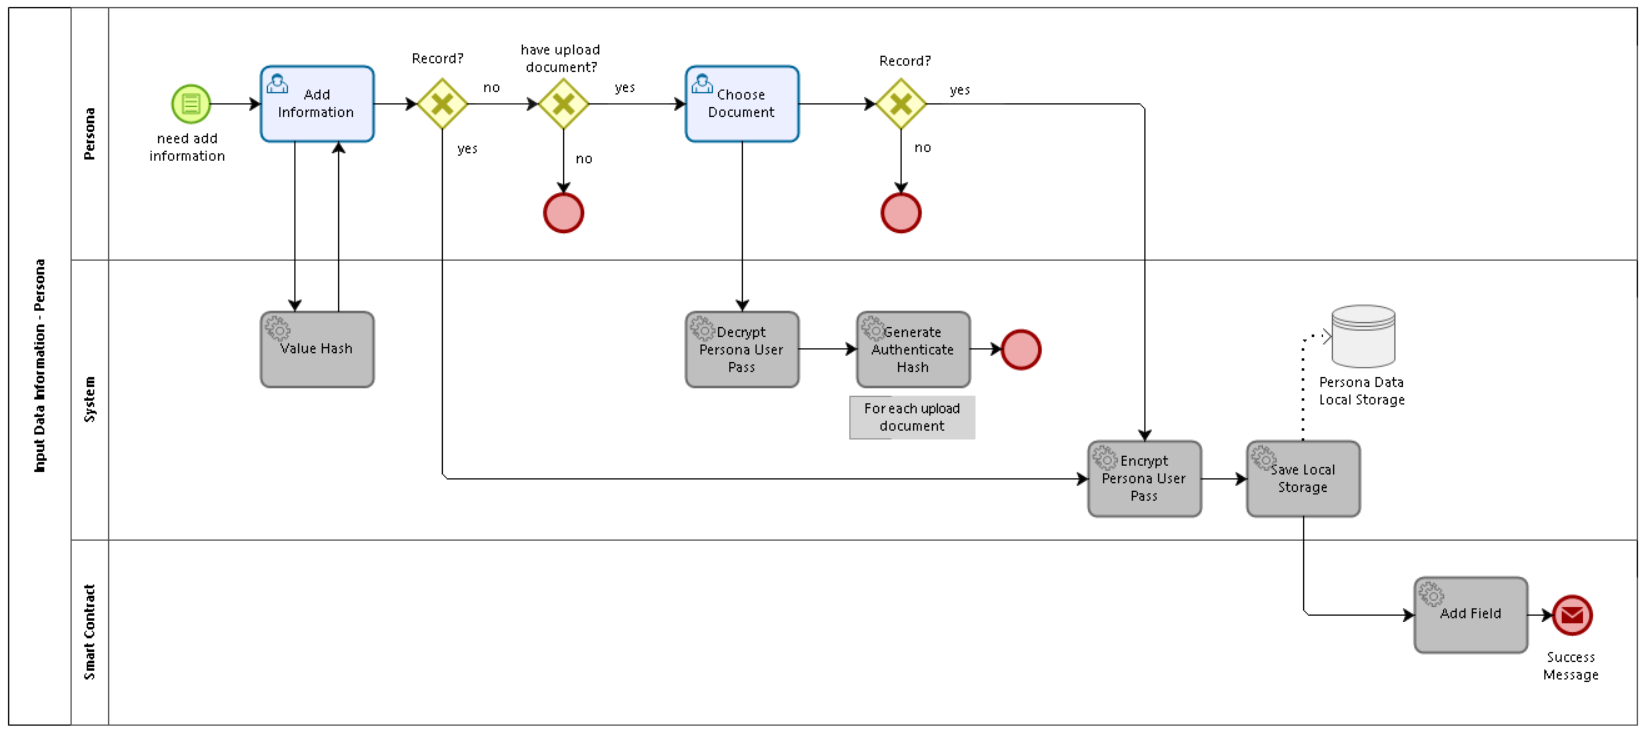 Input Data Information - Persona
Persona
need add
information
Add
Information
Record?
no
yes
have upload
document?
yes
no
Choose
Document
Record?
yes
no
System
Value Hash
Decrypt
Persona User
Pass
Generate
Authenticate
Hash
For each upload
document
Persona Data
Local Storage
Encrypt
Persona User
Pass
Save Local
Storage
Smart Contract
Add Field
Success
Message